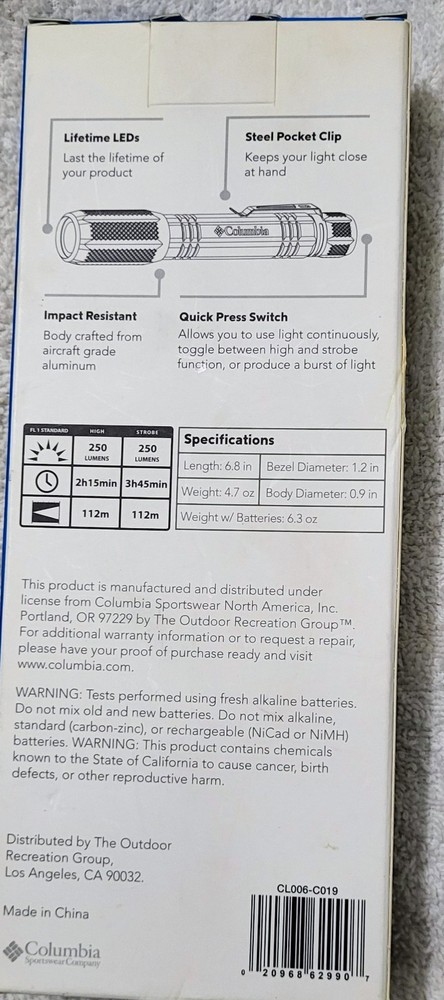 Lifetime LEDs
Last the lifetime of
your product
Steel Pocket Clip
Keeps your light close
at hand
Columbia
Impact Resistant
Body crafted from
aircraft grade
aluminum
Quick Press Switch
Allows you to use light continuously,
toggle between high and strobe
function, or produce a burst of light
FL 1 STANDARD HIGH STROBE
250 LUMENS 250 LUMENS
2h15min 3h45min
112m 112m
Specifications
Length: 6.8 in Bezel Diameter: 1.2 in
Weight: 4.7 oz Body Diameter: 0.9 in
Weight w/ Batteries: 6.3 oz
This product is manufactured and distributed under
license from Columbia Sportswear North America, Inc.
Portland, OR 97229 by The Outdoor Recreation Group™.
For additional warranty information or to request a repair,
please have your proof of purchase ready and visit
www.columbia.com.
WARNING: Tests performed using fresh alkaline batteries.
Do not mix old and new batteries. Do not mix alkaline,
standard (carbon-zinc), or rechargeable (NiCad or NiMH)
batteries. WARNING: This product contains chemicals
known to the State of California to cause cancer, birth
defects, or other reproductive harm.
Distributed by The Outdoor
Recreation Group,
Los Angeles, CA 90032.
Made in China
Columbia
Sportswear Company
CL006-C019
0 20968 62990 7